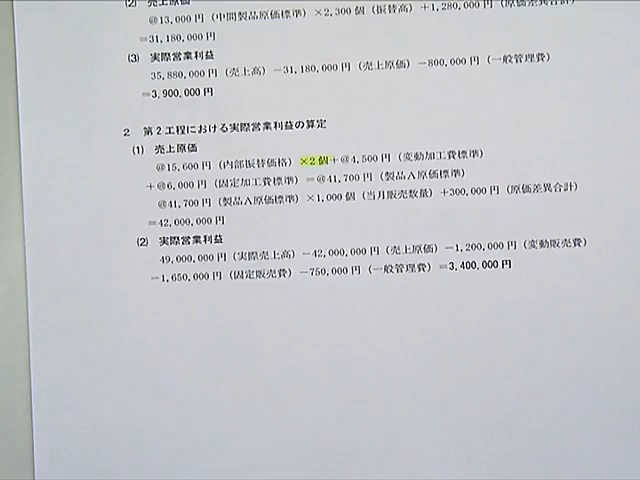 (2) 売上原価
@13,000円(中間製品原価標準)×2,300個(振替高)+1,280,000円(原価差異合計)
=31,180,000円
(3) 実際営業利益
35,880,000円(売上高)-31,180,000円(売上原価)-800,000円(一般管理費)
=3,900,000円
2 第2工程における実際営業利益の算定
(1) 売上原価
@15,600円(内部振替価格)×2個+@4,500円(変動加工費標準)
+@6,000円(固定加工費標準)=@41,700円(製品A原価標準)
@41,700円(製品A原価標準)×1,000個(当月販売数量)+300,000円(原価差異合計)
=42,000,000円
(2) 実際営業利益
49,000,000円(実際売上高)-42,000,000円(売上原価)-1,200,000円(変動販売費)
-1,650,000円(固定販売費)-750,000円(一般管理費)=3,400,000円